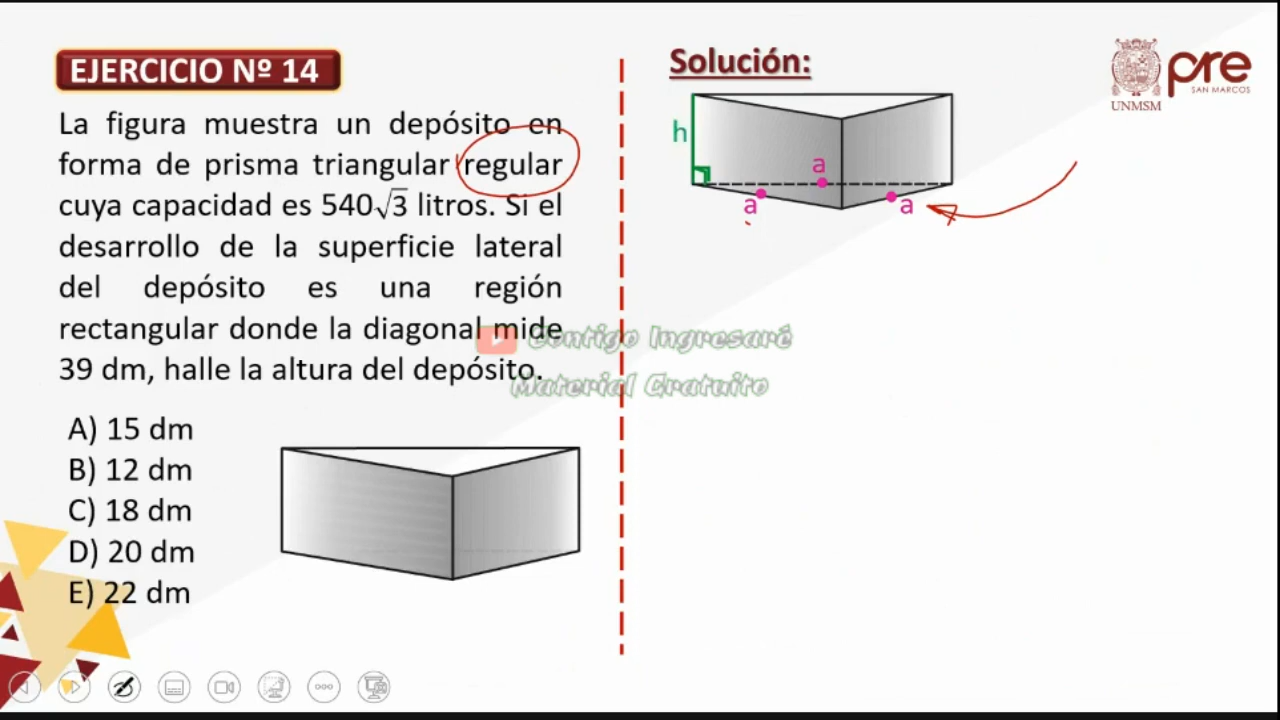 EJERCICIO Nº 14
La figura muestra un depósito en
forma de prisma triangular regular
cuya capacidad es 540√3 litros. Si el
desarrollo de la superficie lateral
del depósito es una región
rectangular donde la diagonal mide
39 dm, halle la altura del depósito.
A) 15 dm
B) 12 dm
C) 18 dm
D) 20 dm
E) 22 dm
Solución:
h
a
a
a
UNMSM
pre
SAN MARCOS
Contigo Ingresaré
Material Gratuito